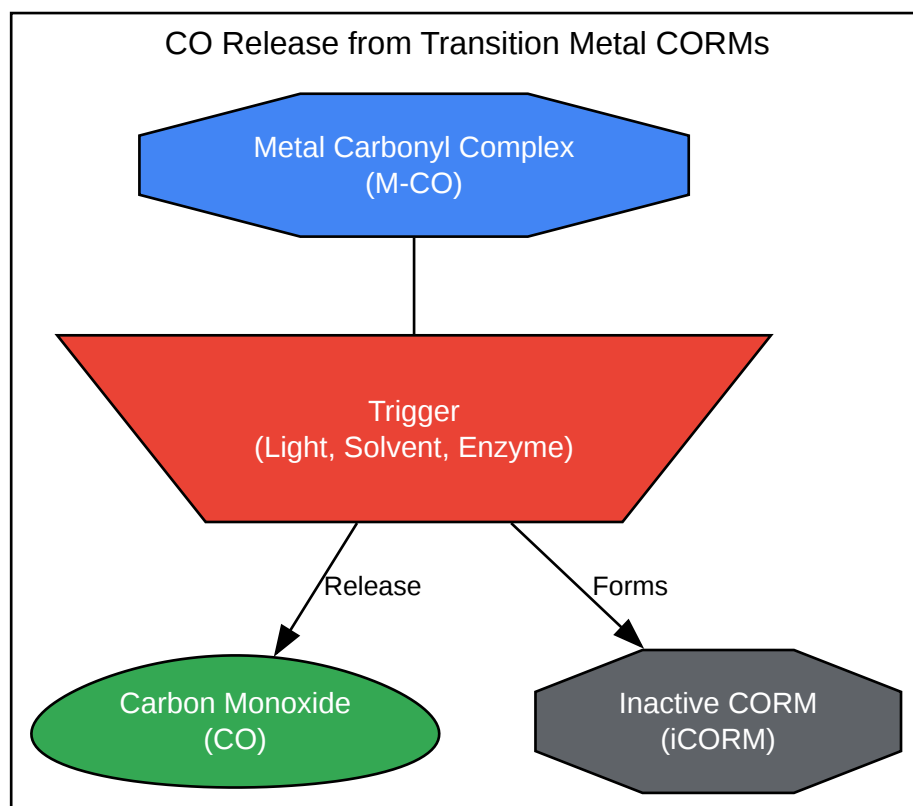 CO Release from Transition Metal CORMs
Metal Carbonyl Complex
(M-CO)
Trigger
(Light, Solvent, Enzyme)
Release
Forms
Carbon Monoxide
(CO)
Inactive CORM
(iCORM)